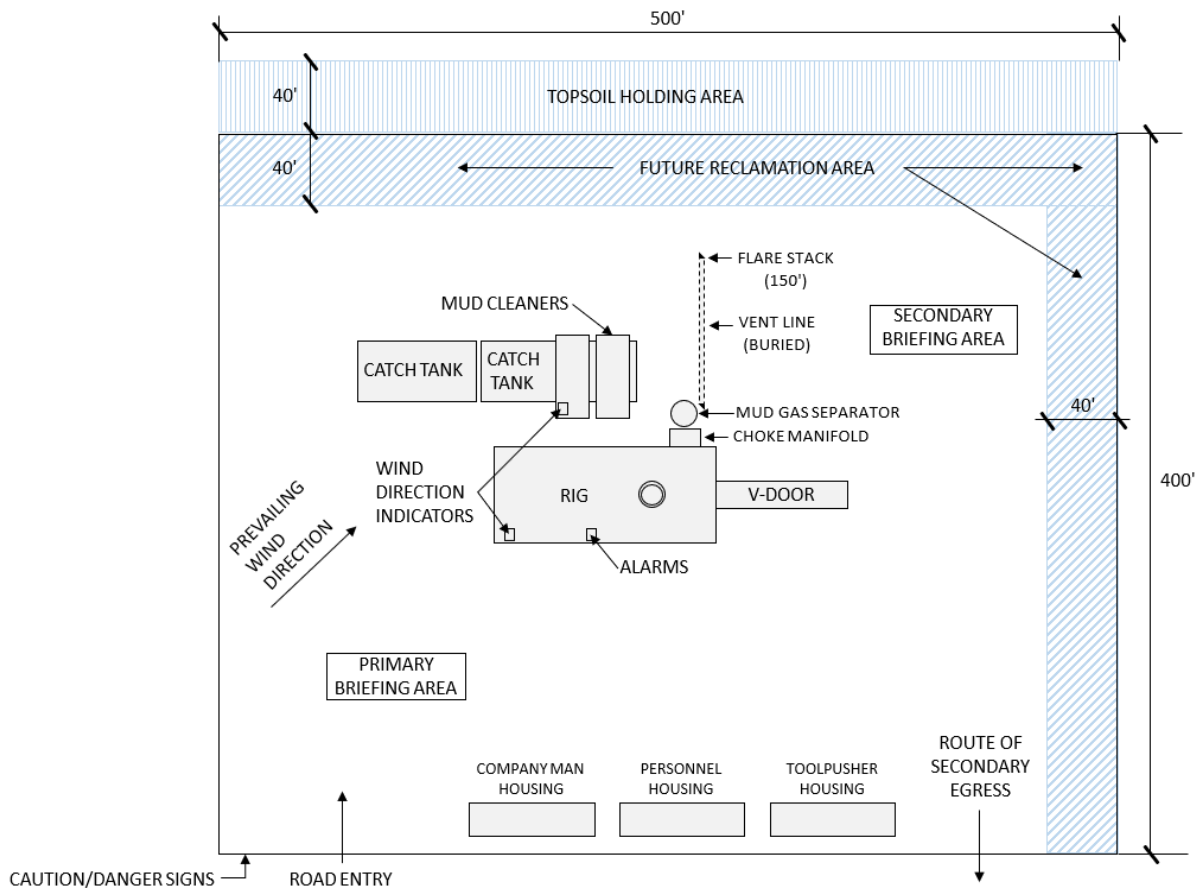 500'
40'
TOPSOIL HOLDING AREA
40'
FUTURE RECLAMATION AREA
FLARE STACK
(150')
MUD CLEANERS
VENT LINE
(BURIED)
SECONDARY
BRIEFING AREA
CATCH TANK
CATCH
TANK
MUD GAS SEPARATOR
40'
CHOKE MANIFOLD
WIND
DIRECTION
INDICATORS
RIG
V-DOOR
400'
PREVAILING
WIND
DIRECTION
ALARMS
PRIMARY
BRIEFING AREA
COMPANY MAN
HOUSING
PERSONNEL
HOUSING
TOOLPUSHER
HOUSING
ROUTE OF
SECONDARY
EGRESS
CAUTION/DANGER SIGNS
ROAD ENTRY